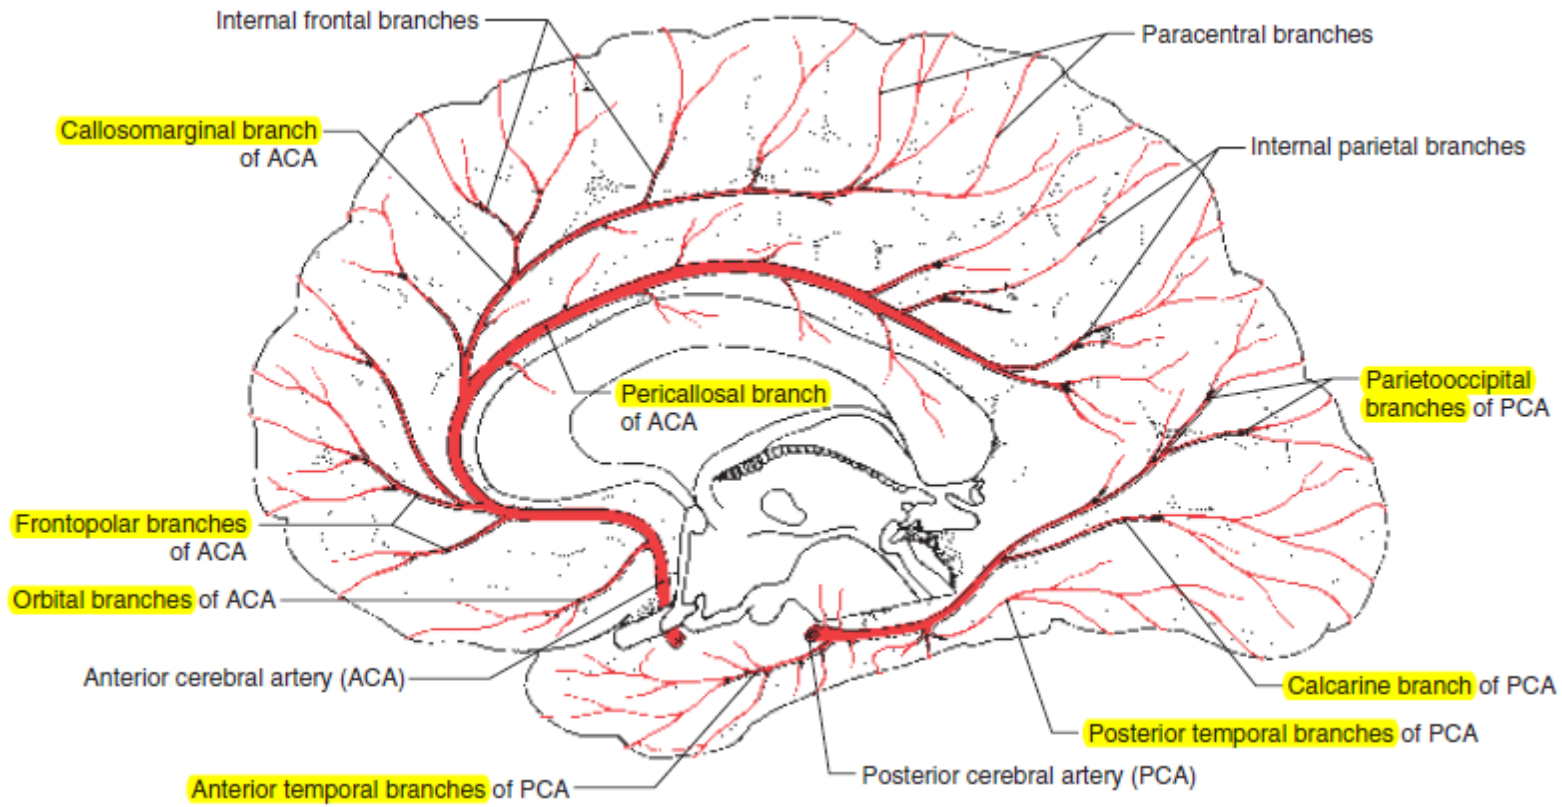 Internal frontal branches
Paracentral branches
Callosomarginal branch
of ACA
Internal parietal branches
Pericallosal branch
of ACA
Parietooccipital
branches of PCA
Frontopolar branches
of ACA
Orbital branches of ACA
Anterior cerebral artery (ACA)
Calcarine branch of PCA
Posterior temporal branches of PCA
Posterior cerebral artery (PCA)
Anterior temporal branches of PCA